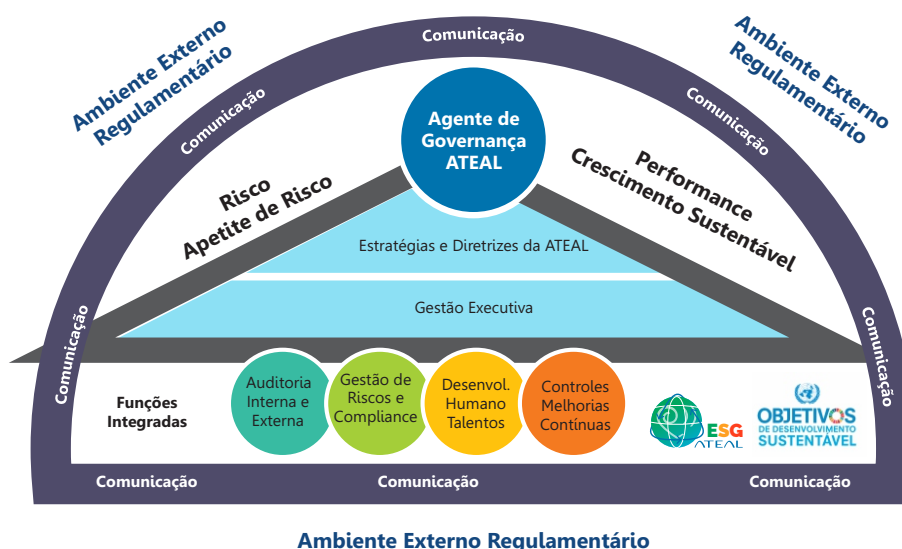 Comunicação
Ambiente Externo
Regulamentário
Ambiente Externo
Regulamentário
Comunicação
Comunicação
Agente de
Governança
ATEAL
Risco
Apetite de Risco
Performance
Crescimento Sustentável
Estratégias e Diretrizes da ATEAL
Gestão Executiva
Comunicação
Comunicação
Funções
Integradas
Auditoria
Interna e
Externa
Gestão de
Riscos e
Compliance
Desenvol.
Humano
Talentos
Controles
Melhorias
Contínuas
ESG
ATEAL
OBJETIVOS
DE DESENVOLVIMENTO
SUSTENTÁVEL
Comunicação
Comunicação
Comunicação
Ambiente Externo Regulamentário